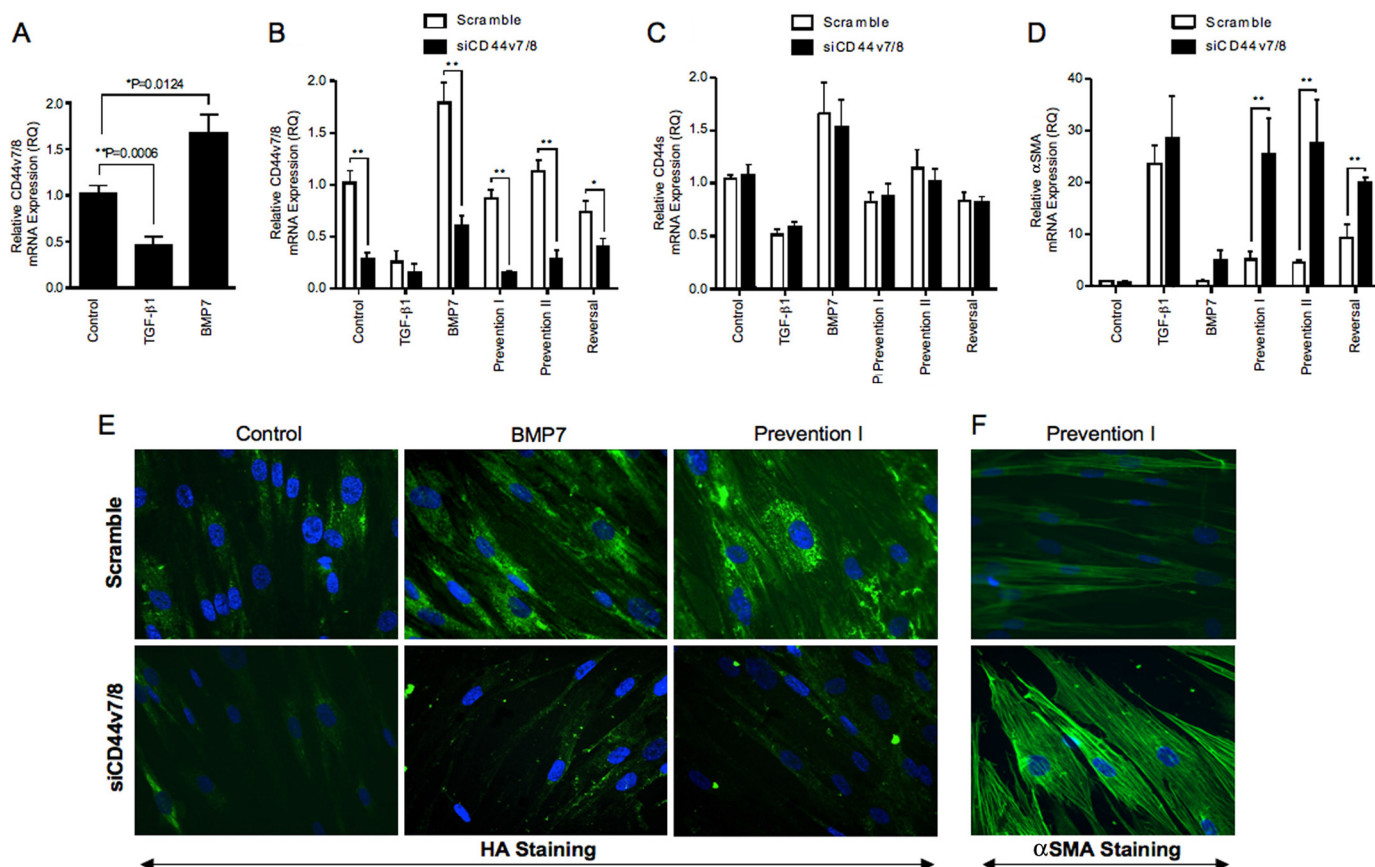 A
*P=0.0124
**P=0.0006
Relative CD44v7/8
mRNA Expression (RQ)
2.0
1.5
1.0
0.5
0.0
Control
TGF-β1
BMP7
B
Scramble
siCD44v7/8
Relative CD44v7/8
mRNA Expression (RQ)
2.0
1.5
1.0
0.5
0.0
**
**
**
**
*
Control
TGF-β1
BMP7
Prevention I
Prevention II
Reversal
C
Scramble
siCD44v7/8
Relative CD44s
mRNA Expression (RQ)
2.0
1.5
1.0
0.5
0.0
Control
TGF-β1
BMP7
P/ Prevention I
Prevention II
Reversal
D
Scramble
siCD44v7/8
Relative αSMA
mRNA Expression (RQ)
40
30
20
10
0
**
**
**
Control
TGF-β1
BMP7
Prevention I
Prevention II
Reversal
E
Control
BMP7
Prevention I
Scramble
siCD44v7/8
HA Staining
F
Prevention I
αSMA Staining